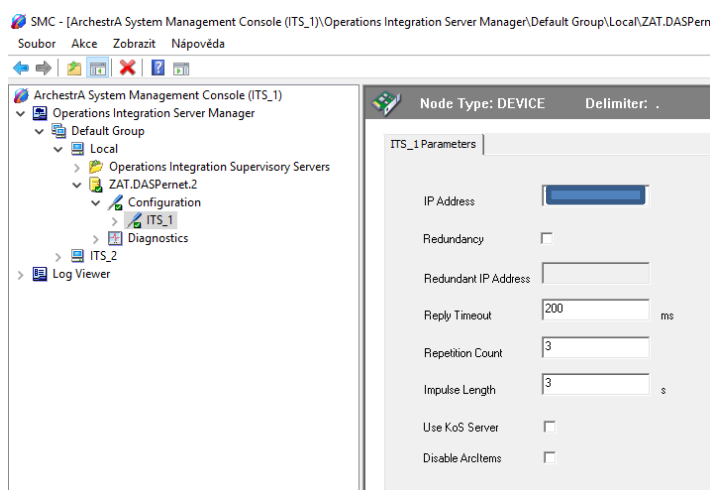 SMC - [ArchestrA System Management Console (ITS_1)\Operations Integration Server Manager\Default Group\Local\ZAT.DASPern
Soubor Akce Zobrazit Nápověda
ArchestrA System Management Console (ITS_1)
Operations Integration Server Manager
Default Group
Local
Operations Integration Supervisory Servers
ZAT.DASPernet.2
Configuration
ITS_1
Diagnostics
ITS_2
Log Viewer
Node Type: DEVICE Delimiter: .
ITS_1 Parameters
IP Address
Redundancy
Redundant IP Address
Reply Timeout 200 ms
Repetition Count 3
Impulse Length 3 s
Use KoS Server
Disable ArcItems